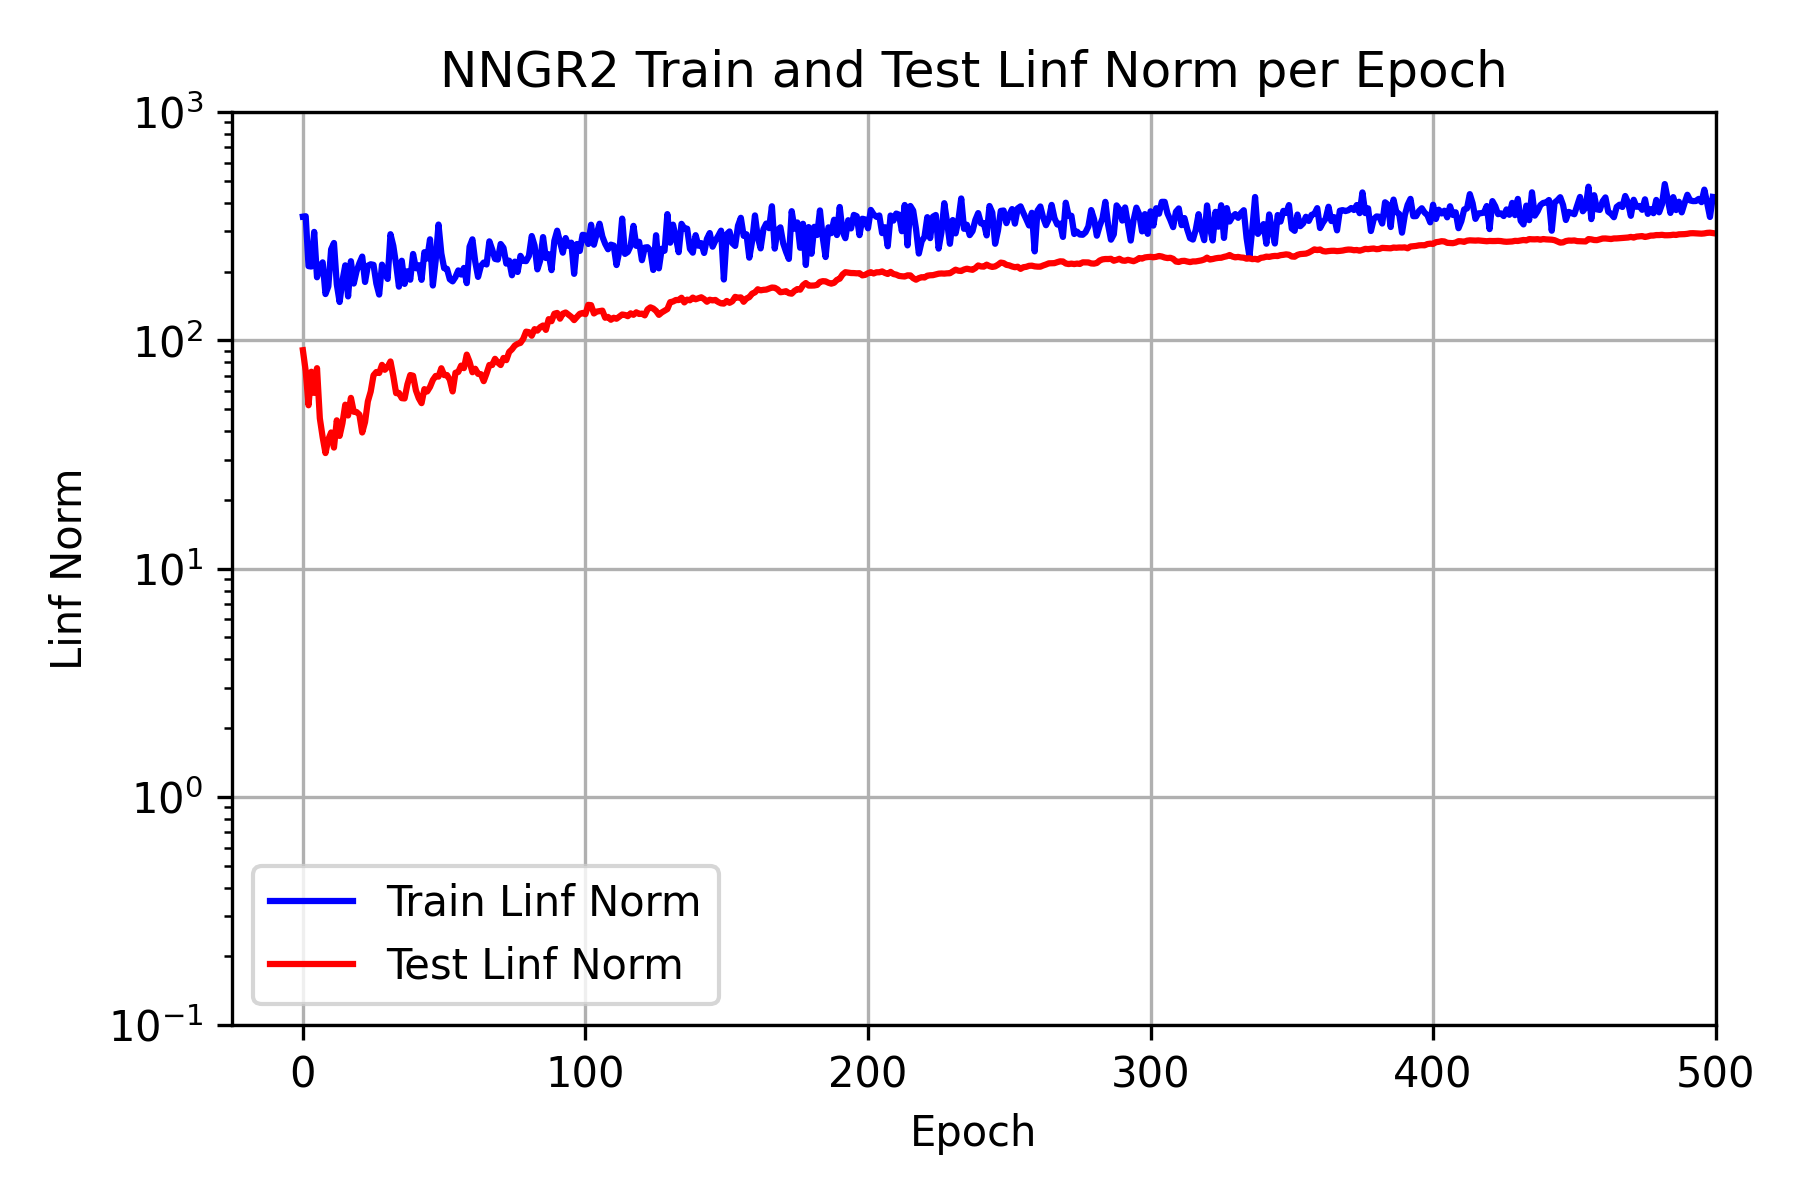 NNGR2 Train and Test Linf Norm per Epoch
10³
10²
10¹
10⁰
10⁻¹
Linf Norm
Train Linf Norm
Test Linf Norm
0 100 200 300 400 500
Epoch